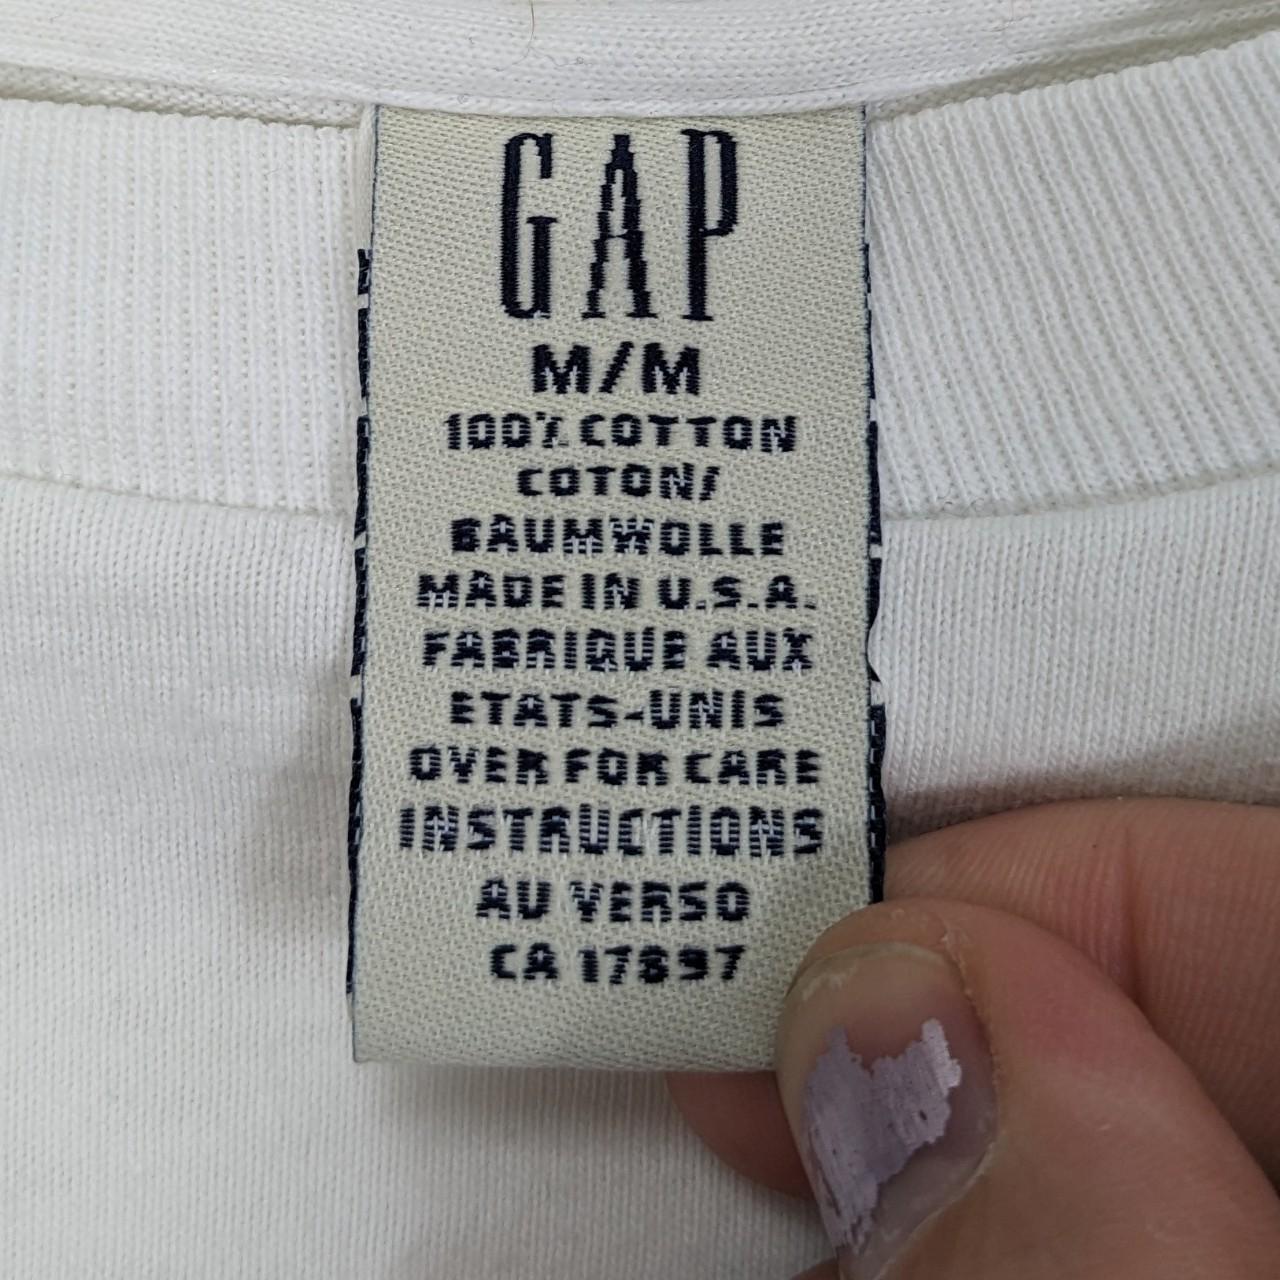 GAP
M/M
100% COTTON
COTON/
BAUMWOLLE
MADE IN U.S.A.
FABRIQUE AUX
ETATS-UNIS
OVER FOR CARE
INSTRUCTIONS
AU VERSO
CA 17897